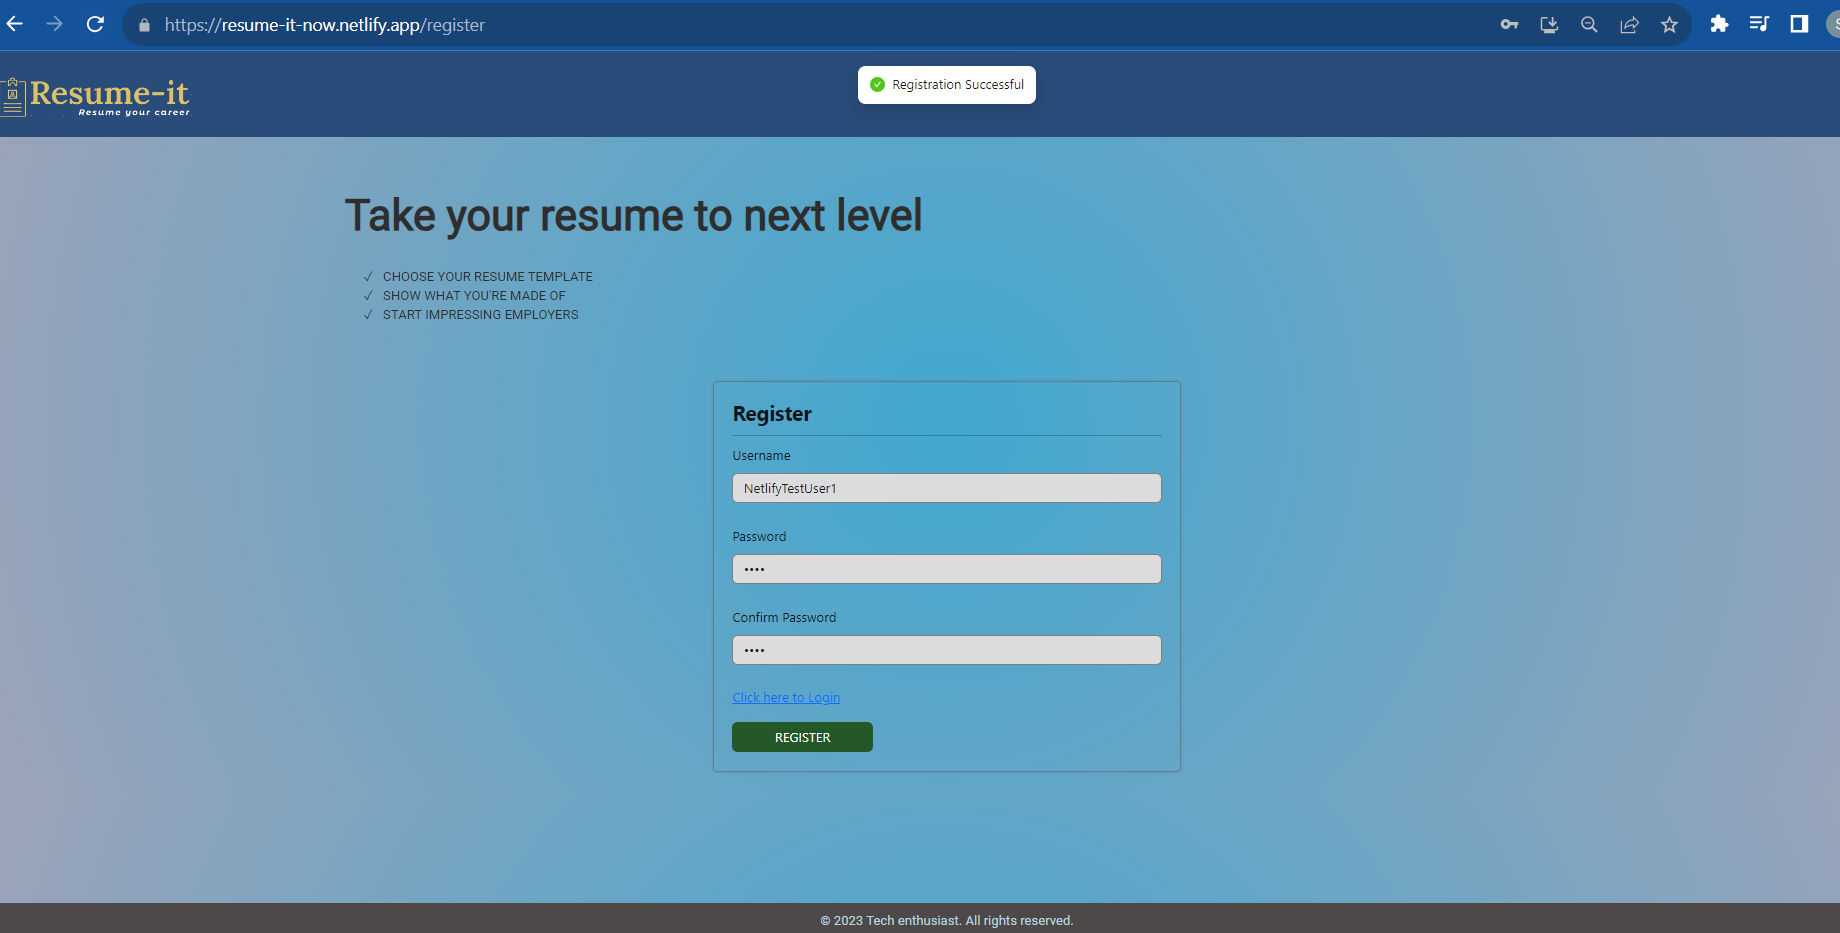 https://resume-it-now.netlify.app/register
Resume-it
Resume your career
Registration Successful
Take your resume to next level
✓ CHOOSE YOUR RESUME TEMPLATE
✓ SHOW WHAT YOU'RE MADE OF
✓ START IMPRESSING EMPLOYERS
Register
Username
NetlifyTestUser1
Password
••••
Confirm Password
••••
Click here to Login
REGISTER
© 2023 Tech enthusiast. All rights reserved.